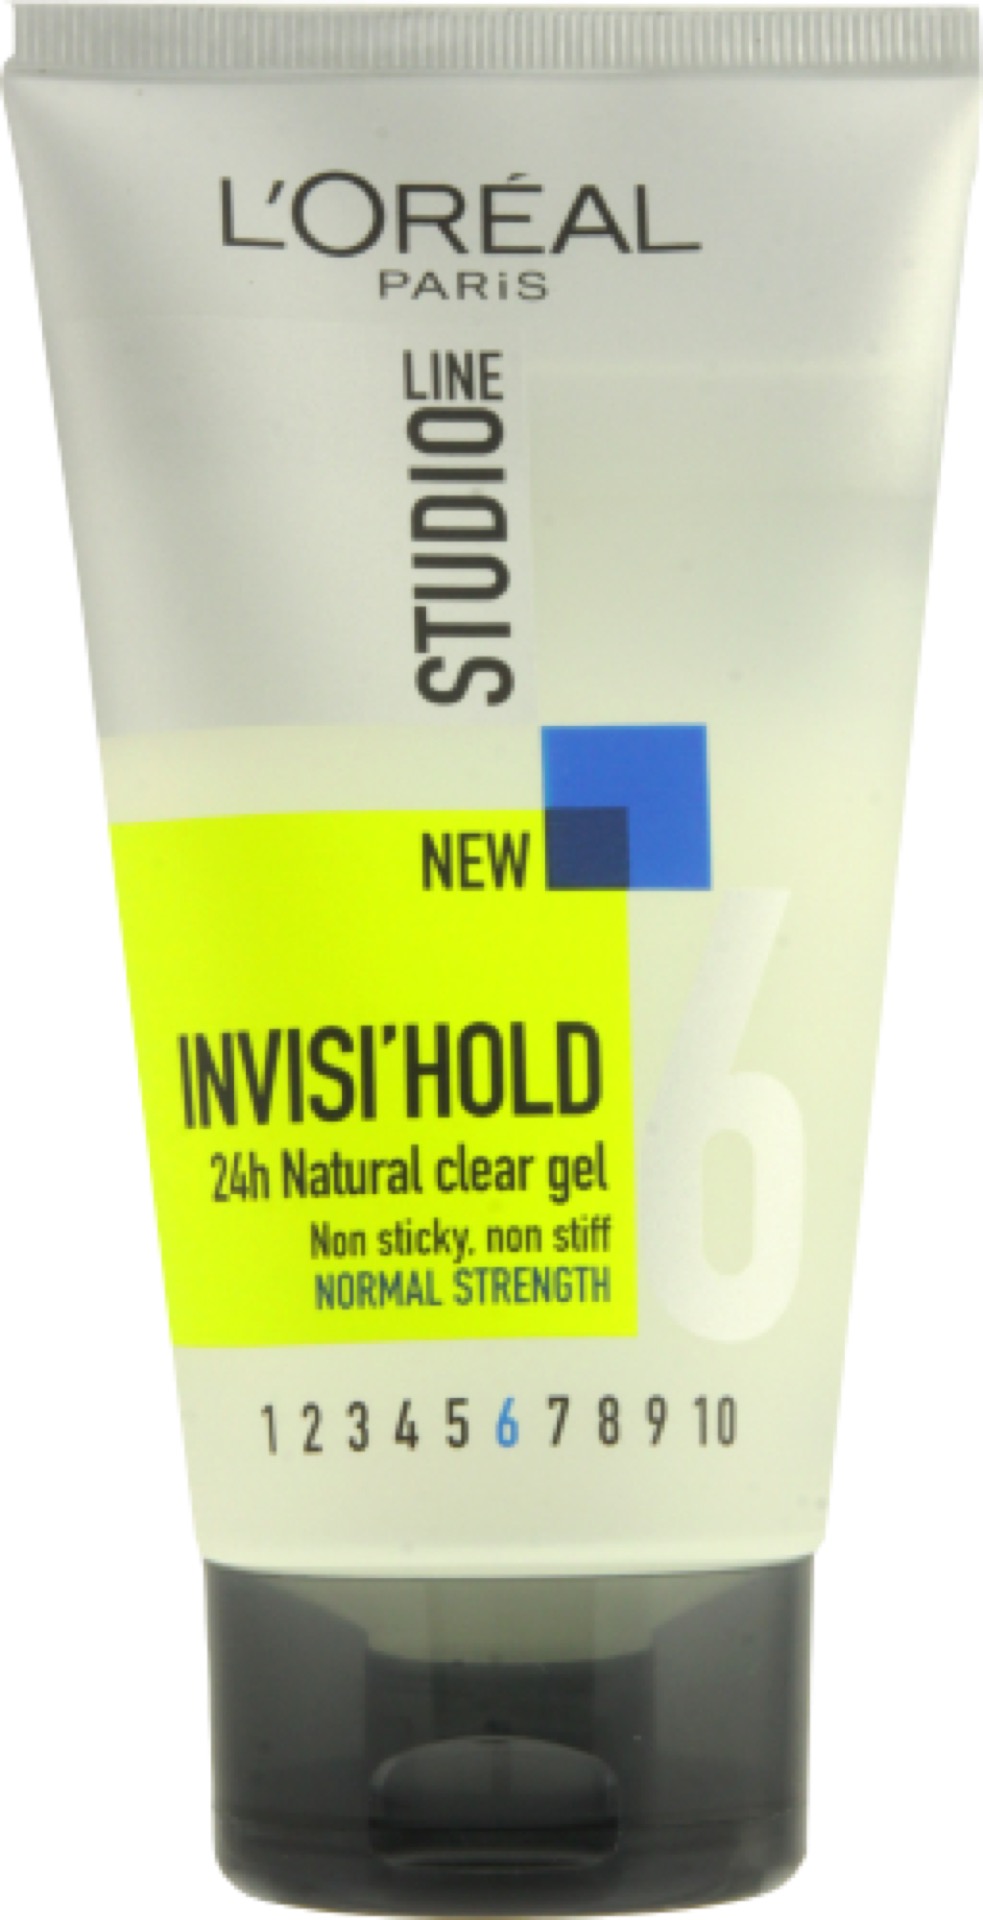 L'ORÉAL
PARiS
LINE
STUDIO
NEW
6
INVISI'HOLD
24h Natural clear gel
Non sticky, non stiff
NORMAL STRENGTH
1 2 3 4 5 6 7 8 9 10